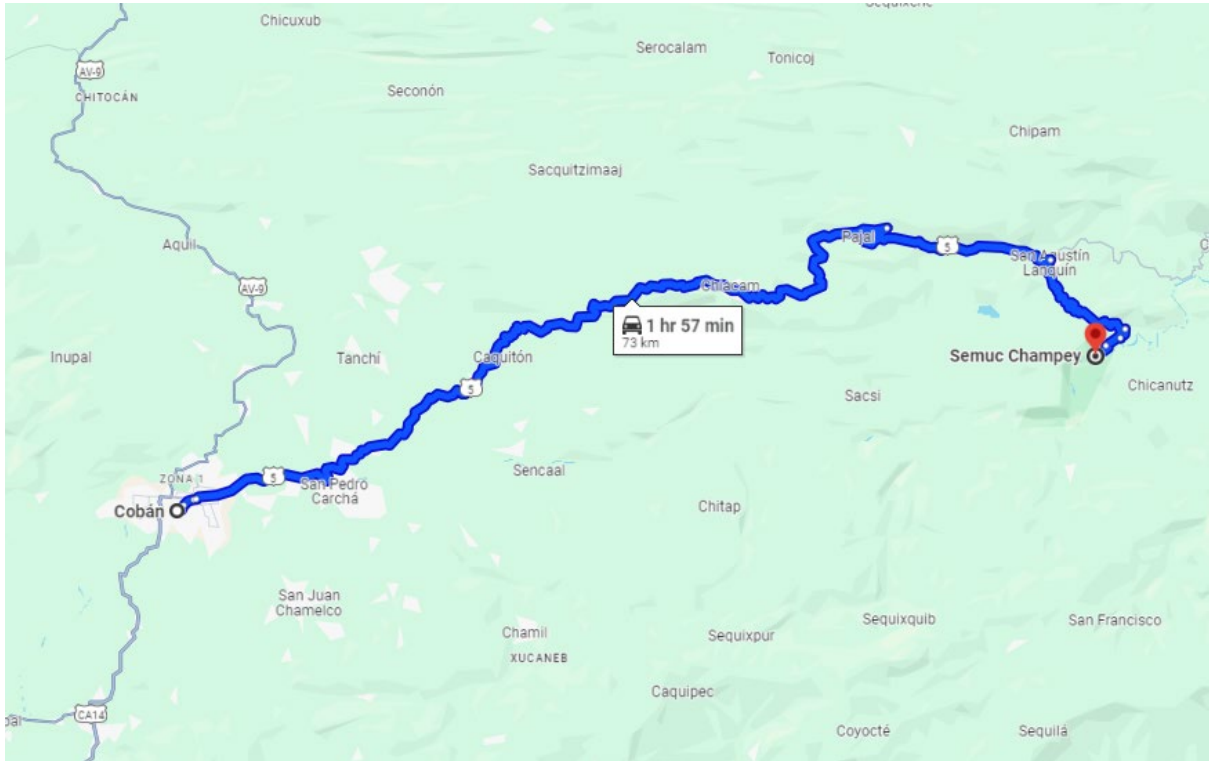 Chicuxub
Serocalam
Tonicoj
AV-9
CHITOCÁN
Seconón
Chipam
Sacquitzimaaj
Aquil
Pajal
5
San Agustín
Lanquín
AV-9
Chiacam
1 hr 57 min
73 km
Inupal
Tanchí
Caquitón
Semuc Champey
5
Sacsi
Chicanutz
ZONA 1
5
San Pedro
Carchá
Sencaal
Cobán
Chitap
San Juan
Chamelco
Chamil
XUCANEB
Sequixpur
Sequixquib
San Francisco
Caquipec
CA14
Coyocté
Sequilá